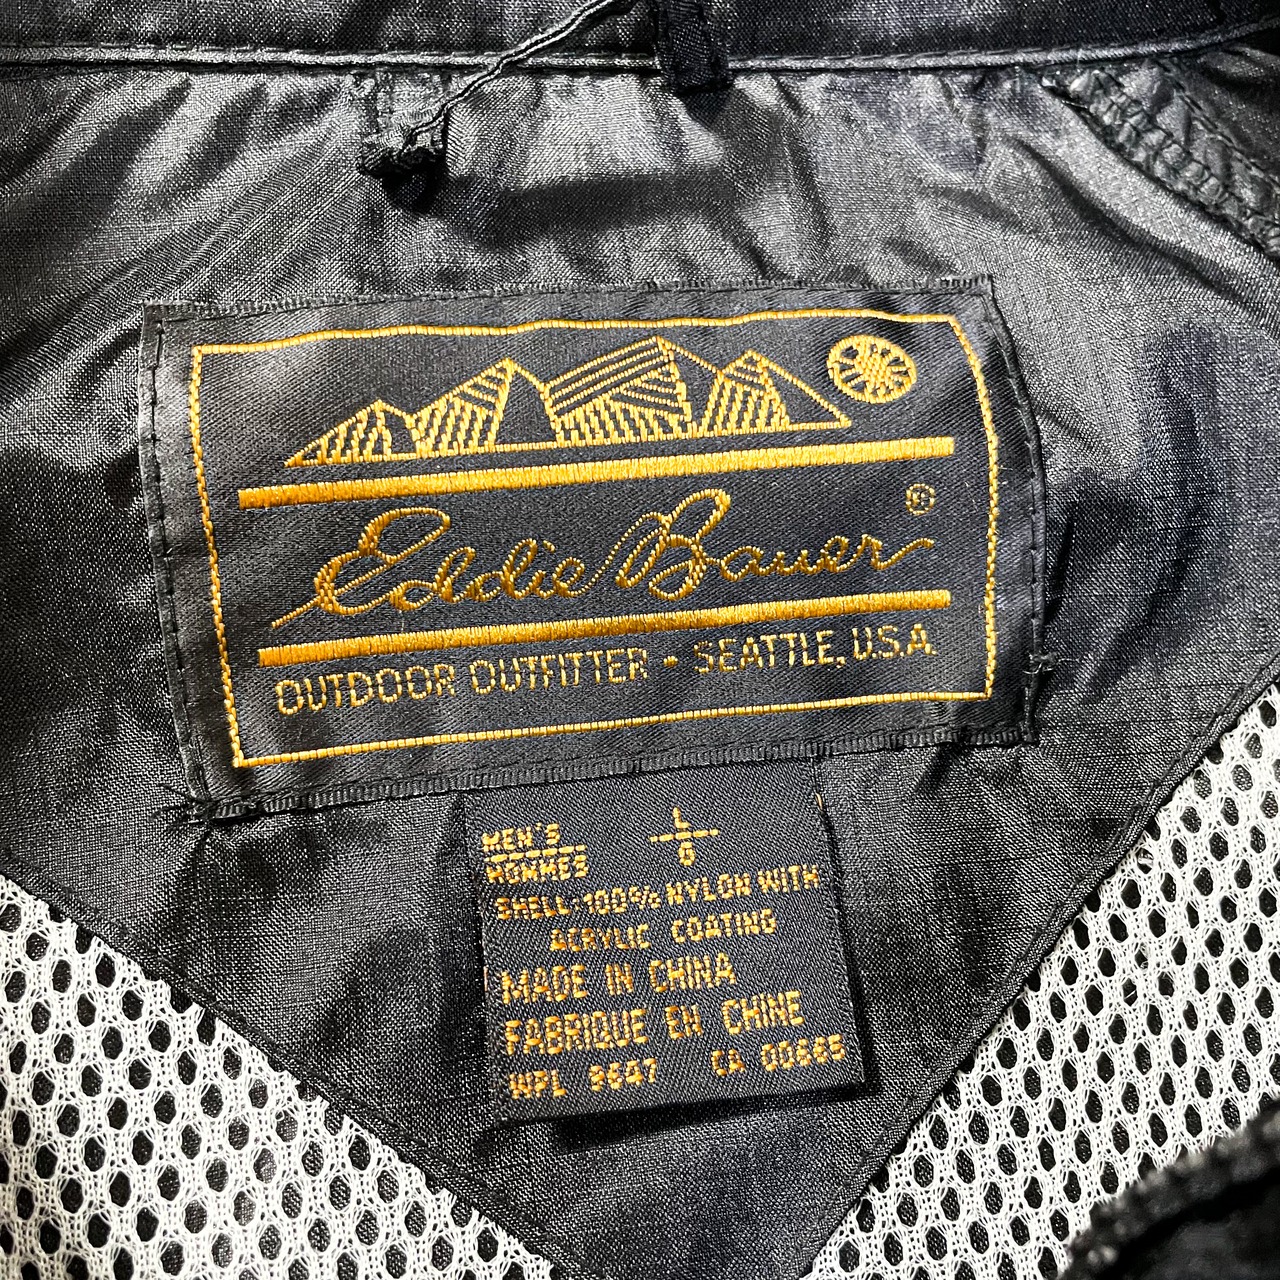 Eddie Bauer ®
OUTDOOR OUTFITTER • SEATTLE, U.S.A.
MEN'S
HOMMES
L
G
SHELL: 100% NYLON WITH
ACRYLIC COATING
MADE IN CHINA
FABRIQUE EN CHINE
WPL 9647 CA 00665